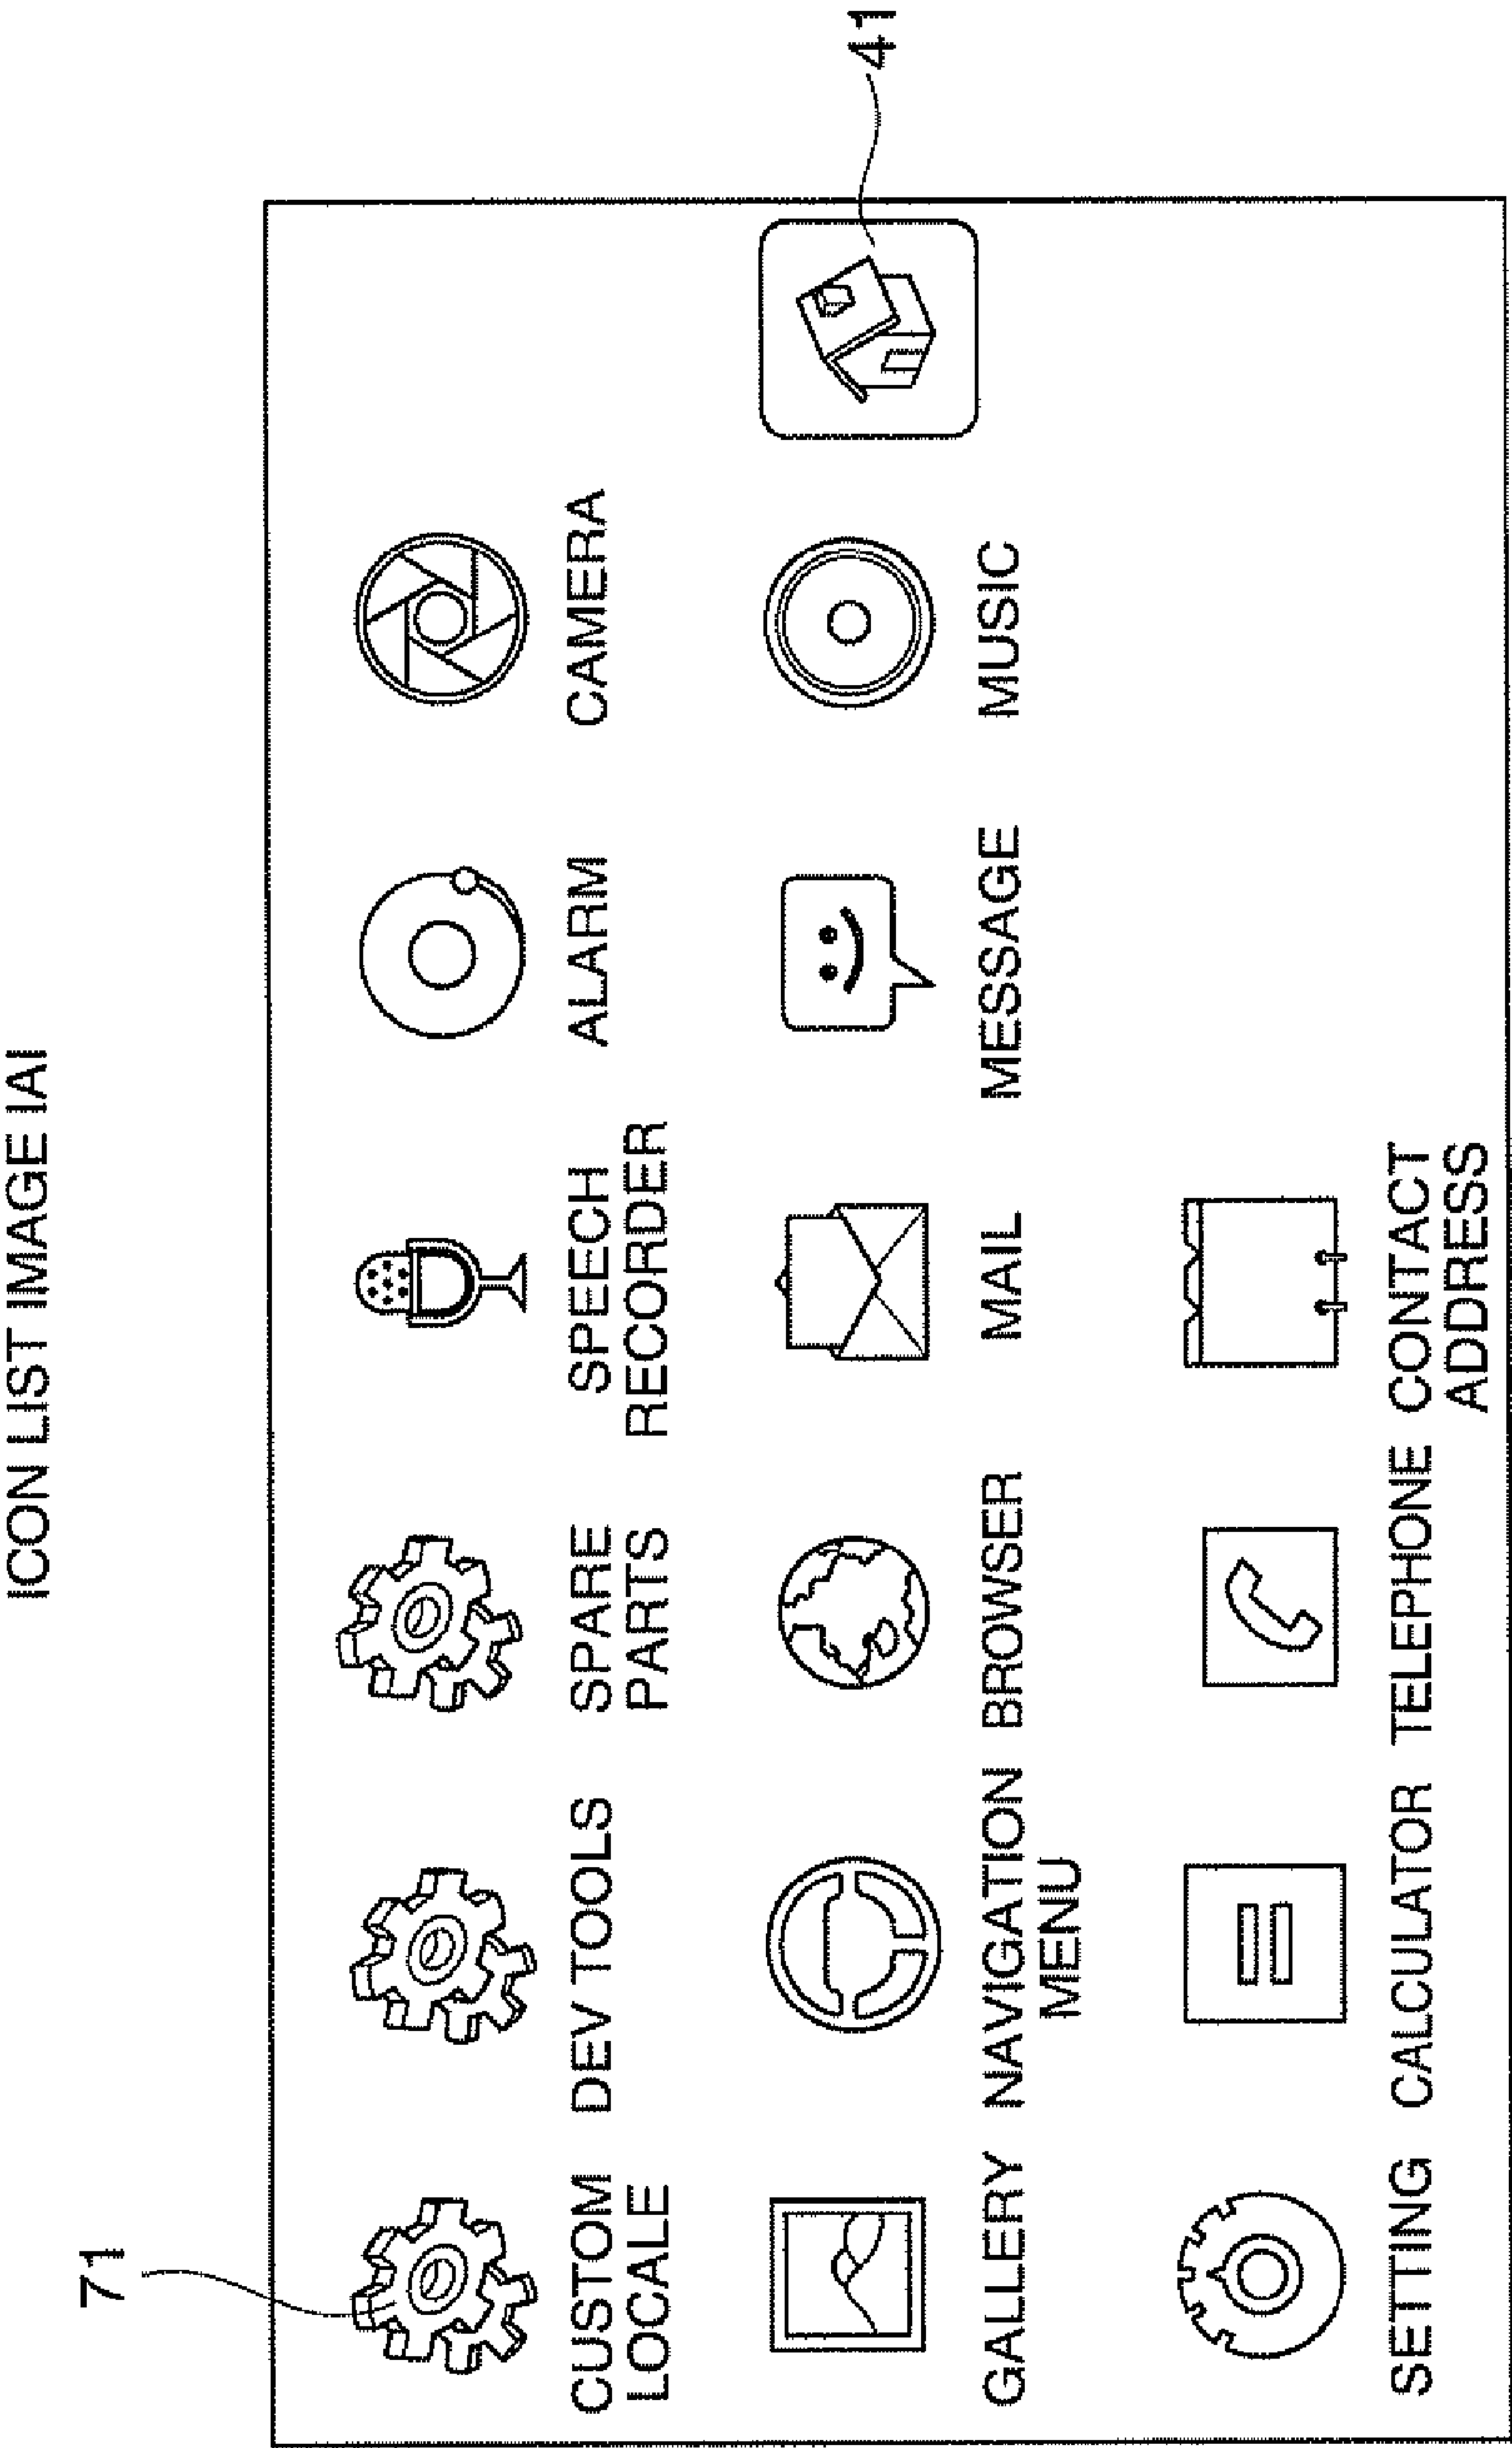 ICON LIST IMAGE IAI
71
CUSTOM
LOCALE
DEV TOOLS
SPARE
PARTS
SPEECH
RECORDER
ALARM
CAMERA
GALLERY
NAVIGATION
MENU
BROWSER
MAIL
MESSAGE
MUSIC
41
SETTING
CALCULATOR
TELEPHONE
CONTACT
ADDRESS